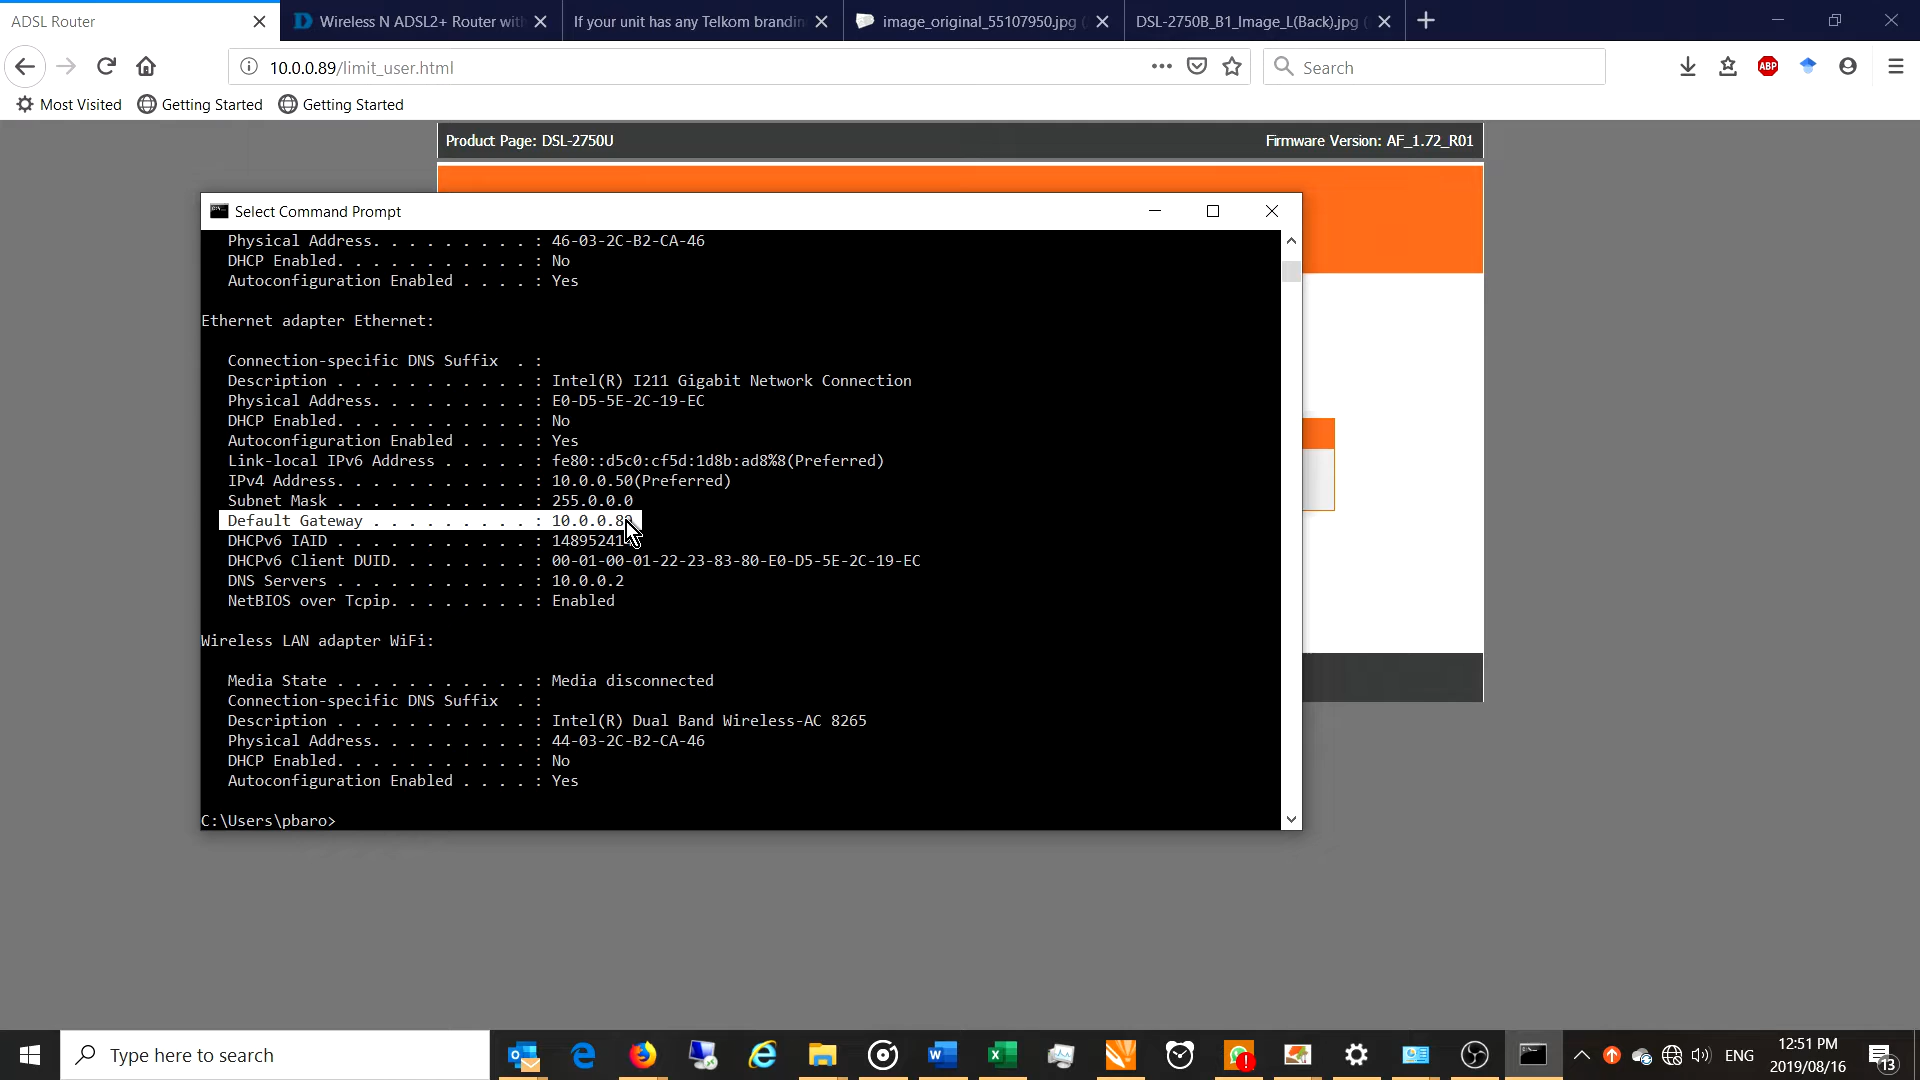 ADSL Router
Wireless N ADSL2+ Router with
If your unit has any Telkom brandin
image_original_55107950.jpg (
DSL-2750B_B1_Image_L(Back).jpg (
10.0.0.89/limit_user.html
Search
ABP
Most Visited
Getting Started
Getting Started
Product Page: DSL-2750U
Firmware Version: AF_1.72_R01
Select Command Prompt
Physical Address. . . . . . . . . : 46-03-2C-B2-CA-46
DHCP Enabled. . . . . . . . . . . : No
Autoconfiguration Enabled . . . . : Yes
Ethernet adapter Ethernet:
Connection-specific DNS Suffix . :
Description . . . . . . . . . . . : Intel(R) I211 Gigabit Network Connection
Physical Address. . . . . . . . . : E0-D5-5E-2C-19-EC
DHCP Enabled. . . . . . . . . . . : No
Autoconfiguration Enabled . . . . : Yes
Link-local IPv6 Address . . . . . : fe80::d5c0:cf5d:1d8b:ad8%8(Preferred)
IPv4 Address. . . . . . . . . . . : 10.0.0.50(Preferred)
Subnet Mask . . . . . . . . . . . : 255.0.0.0
Default Gateway . . . . . . . . . : 10.0.0.89
DHCPv6 IAID . . . . . . . . . . . :
DHCPv6 Client DUID. . . . . . . . : 00-01-00-01-22-23-83-80-E0-D5-5E-2C-19-EC
DNS Servers . . . . . . . . . . . : 10.0.0.2
NetBIOS over Tcpip. . . . . . . . : Enabled
Wireless LAN adapter WiFi:
Media State . . . . . . . . . . . : Media disconnected
Connection-specific DNS Suffix . :
Description . . . . . . . . . . . : Intel(R) Dual Band Wireless-AC 8265
Physical Address. . . . . . . . . : 44-03-2C-B2-CA-46
DHCP Enabled. . . . . . . . . . . : No
Autoconfiguration Enabled . . . . : Yes
C:\Users\pbaro>
Type here to search
ENG
12:51 PM
2019/08/16
13